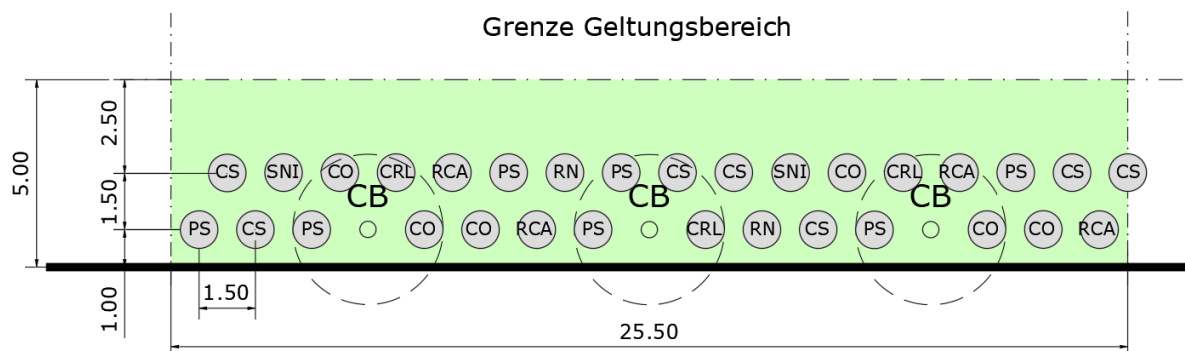 Grenze Geltungsbereich
5.00
2.50
1.50
1.00
CS SNI CO CRL RCA PS RN PS CS CS SNI CO CRL RCA PS CS CS
CB CB CB
PS CS PS CO CO RCA PS CRL RN CS PS CO CO RCA
1.50
25.50